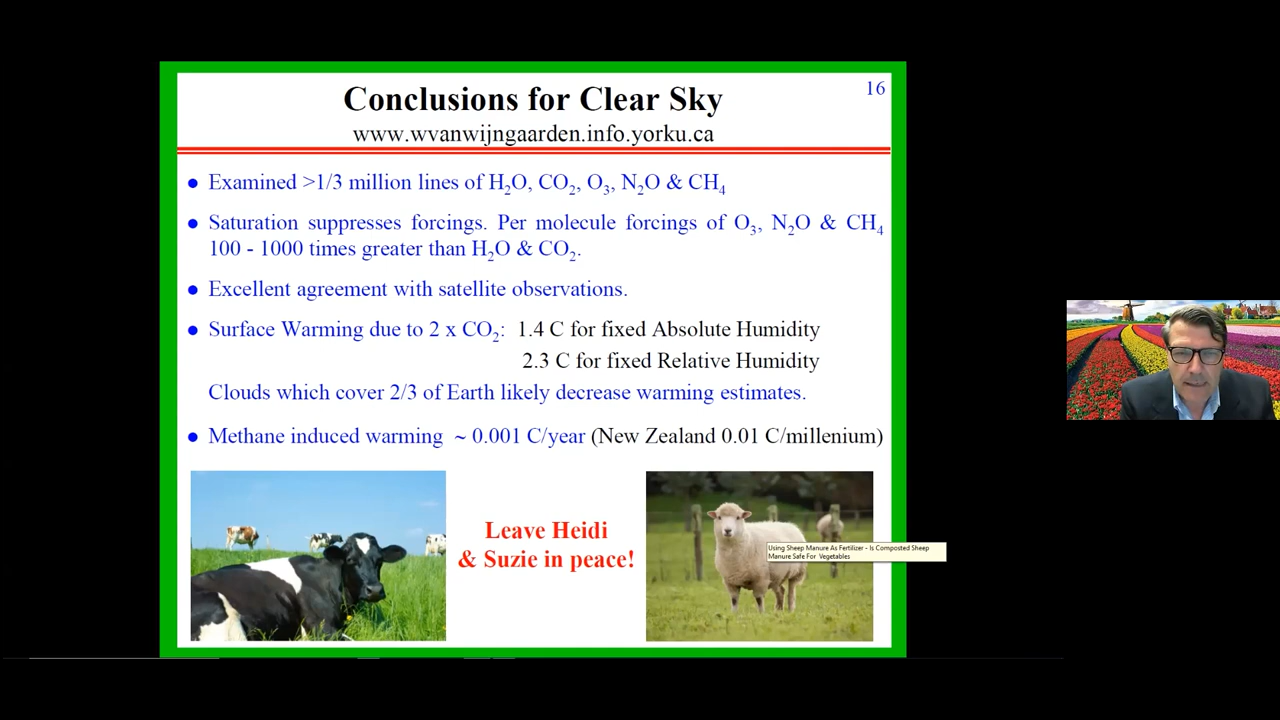 16
Conclusions for Clear Sky
www.wvanwijngaarden.info.yorku.ca
● Examined >1/3 million lines of H₂O, CO₂, O₃, N₂O & CH₄
● Saturation suppresses forcings. Per molecule forcings of O₃, N₂O & CH₄
100 - 1000 times greater than H₂O & CO₂.
● Excellent agreement with satellite observations.
● Surface Warming due to 2 x CO₂: 1.4 C for fixed Absolute Humidity
2.3 C for fixed Relative Humidity
Clouds which cover 2/3 of Earth likely decrease warming estimates.
● Methane induced warming ~ 0.001 C/year (New Zealand 0.01 C/millenium)
Leave Heidi
& Suzie in peace!
Using Sheep Manure As Fertilizer - Is Composted Sheep
Manure Safe For Vegetables